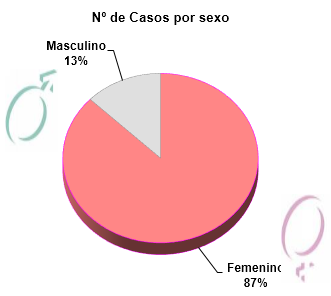 Nº de Casos por sexo
Masculino
13%
Femenino
87%